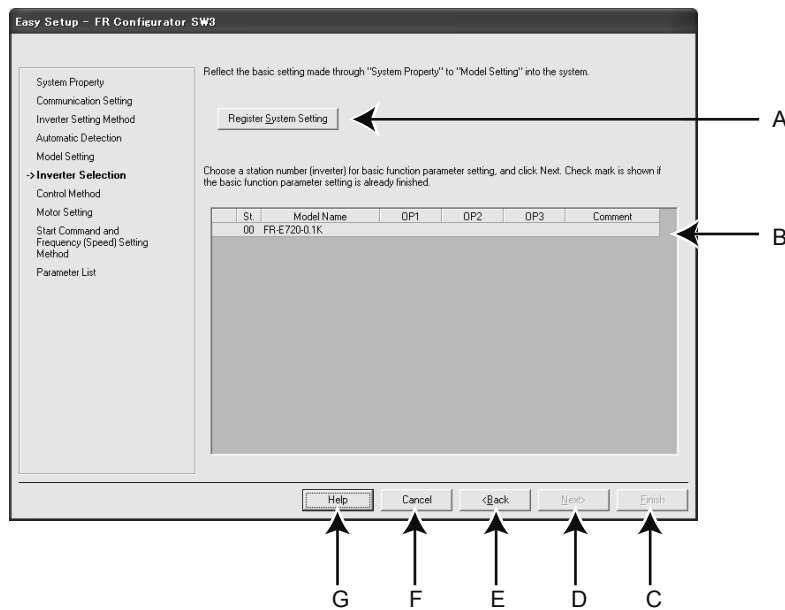 Easy Setup - FR Configurator SW3
System Property
Communication Setting
Inverter Setting Method
Automatic Detection
Model Setting
->Inverter Selection
Control Method
Motor Setting
Start Command and
Frequency (Speed) Setting
Method
Parameter List
Reflect the basic setting made through "System Property" to "Model Setting" into the system.
Register System Setting
A
Choose a station number (inverter) for basic function parameter setting, and click Next. Check mark is shown if
the basic function parameter setting is already finished.
St. Model Name OP1 OP2 OP3 Comment
00 FR-E720-0.1K
B
Help Cancel <Back Next> Finish
G F E D C